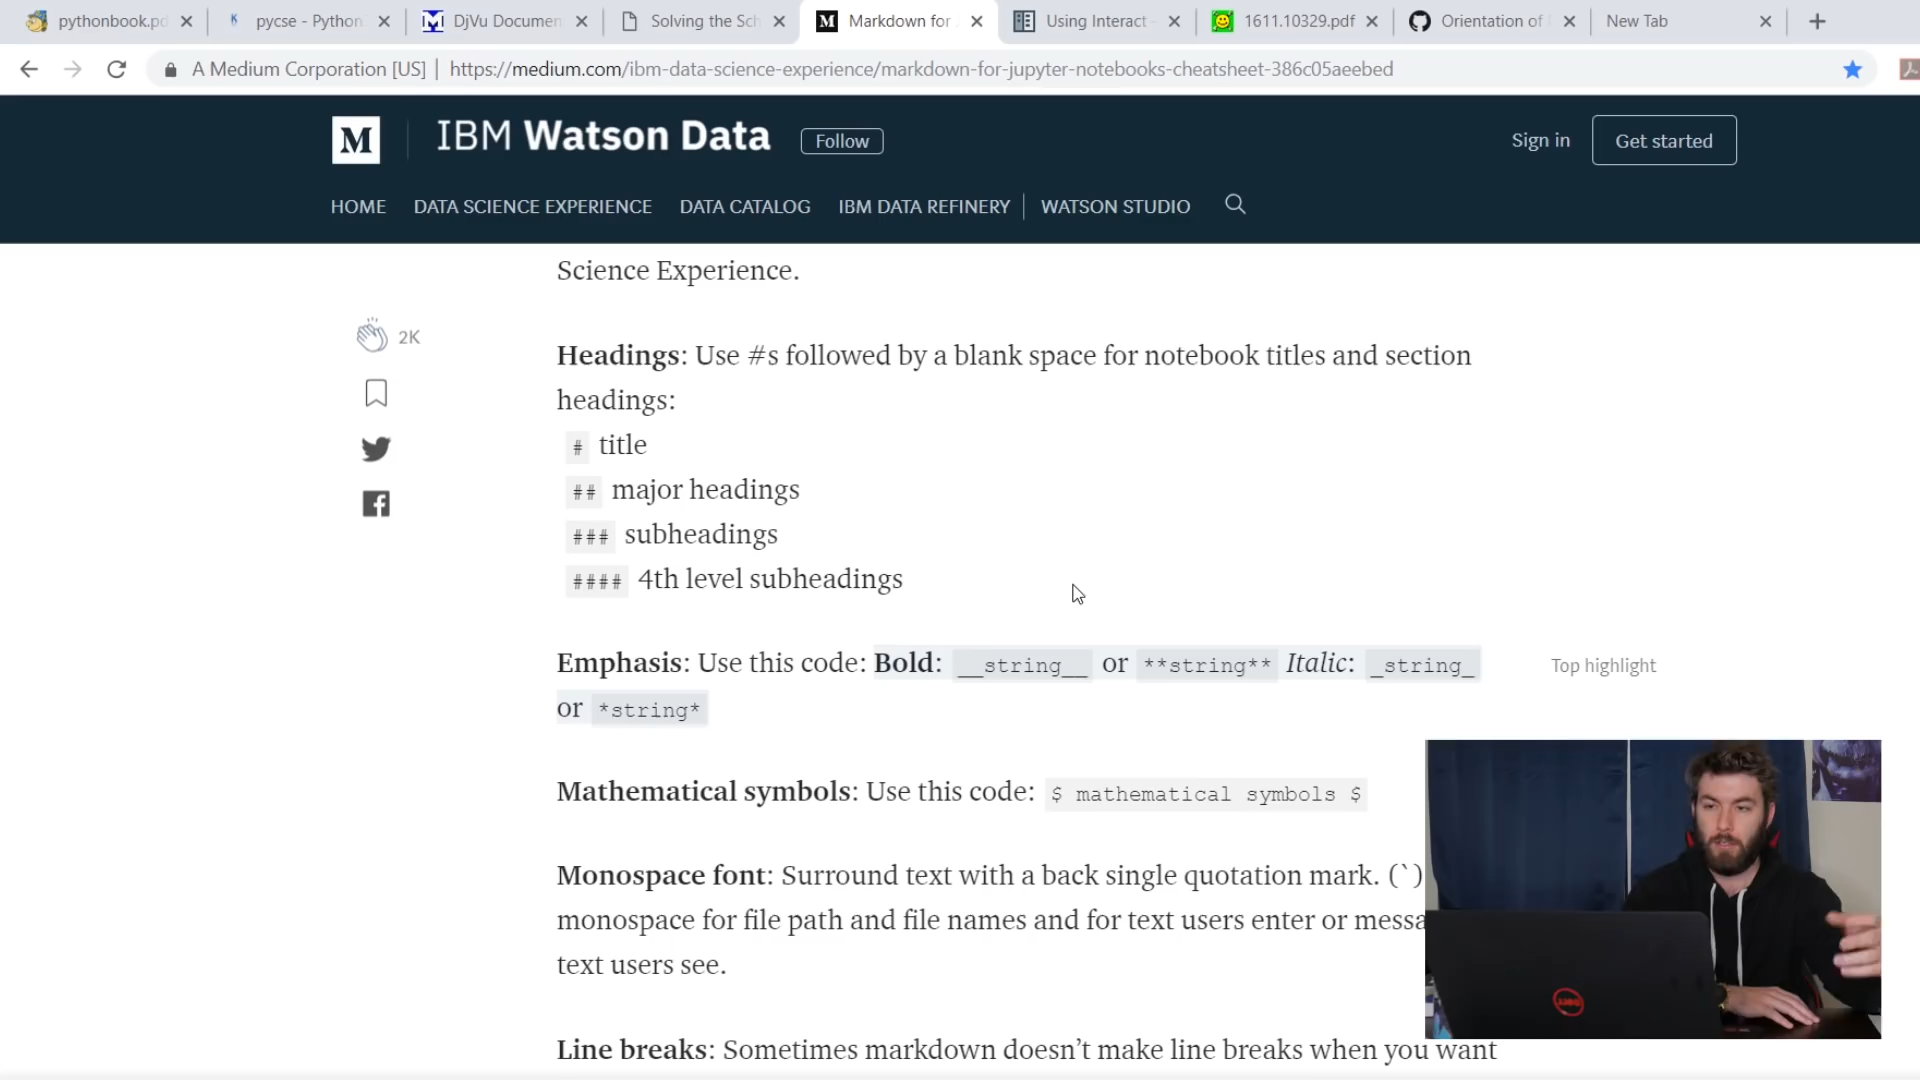 pythonbook.pd
pycse - Python
DjVu Documen
Solving the Sch
M
Markdown for
Using Interact
1611.10329.pdf
Orientation of
New Tab
A Medium Corporation [US] | https://medium.com/ibm-data-science-experience/markdown-for-jupyter-notebooks-cheatsheet-386c05aeebed
M
IBM Watson Data
Follow
Sign in
Get started
HOME
DATA SCIENCE EXPERIENCE
DATA CATALOG
IBM DATA REFINERY
WATSON STUDIO
Science Experience.
2K
Headings: Use #s followed by a blank space for notebook titles and section
headings:
# title
## major headings
### subheadings
#### 4th level subheadings
Emphasis: Use this code: Bold: __string__ or **string** Italic: _string_
Top highlight
or *string*
Mathematical symbols: Use this code: $ mathematical symbols $
Monospace font: Surround text with a back single quotation mark. (`)
monospace for file path and file names and for text users enter or messa
text users see.
DELL
Line breaks: Sometimes markdown doesn’t make line breaks when you want